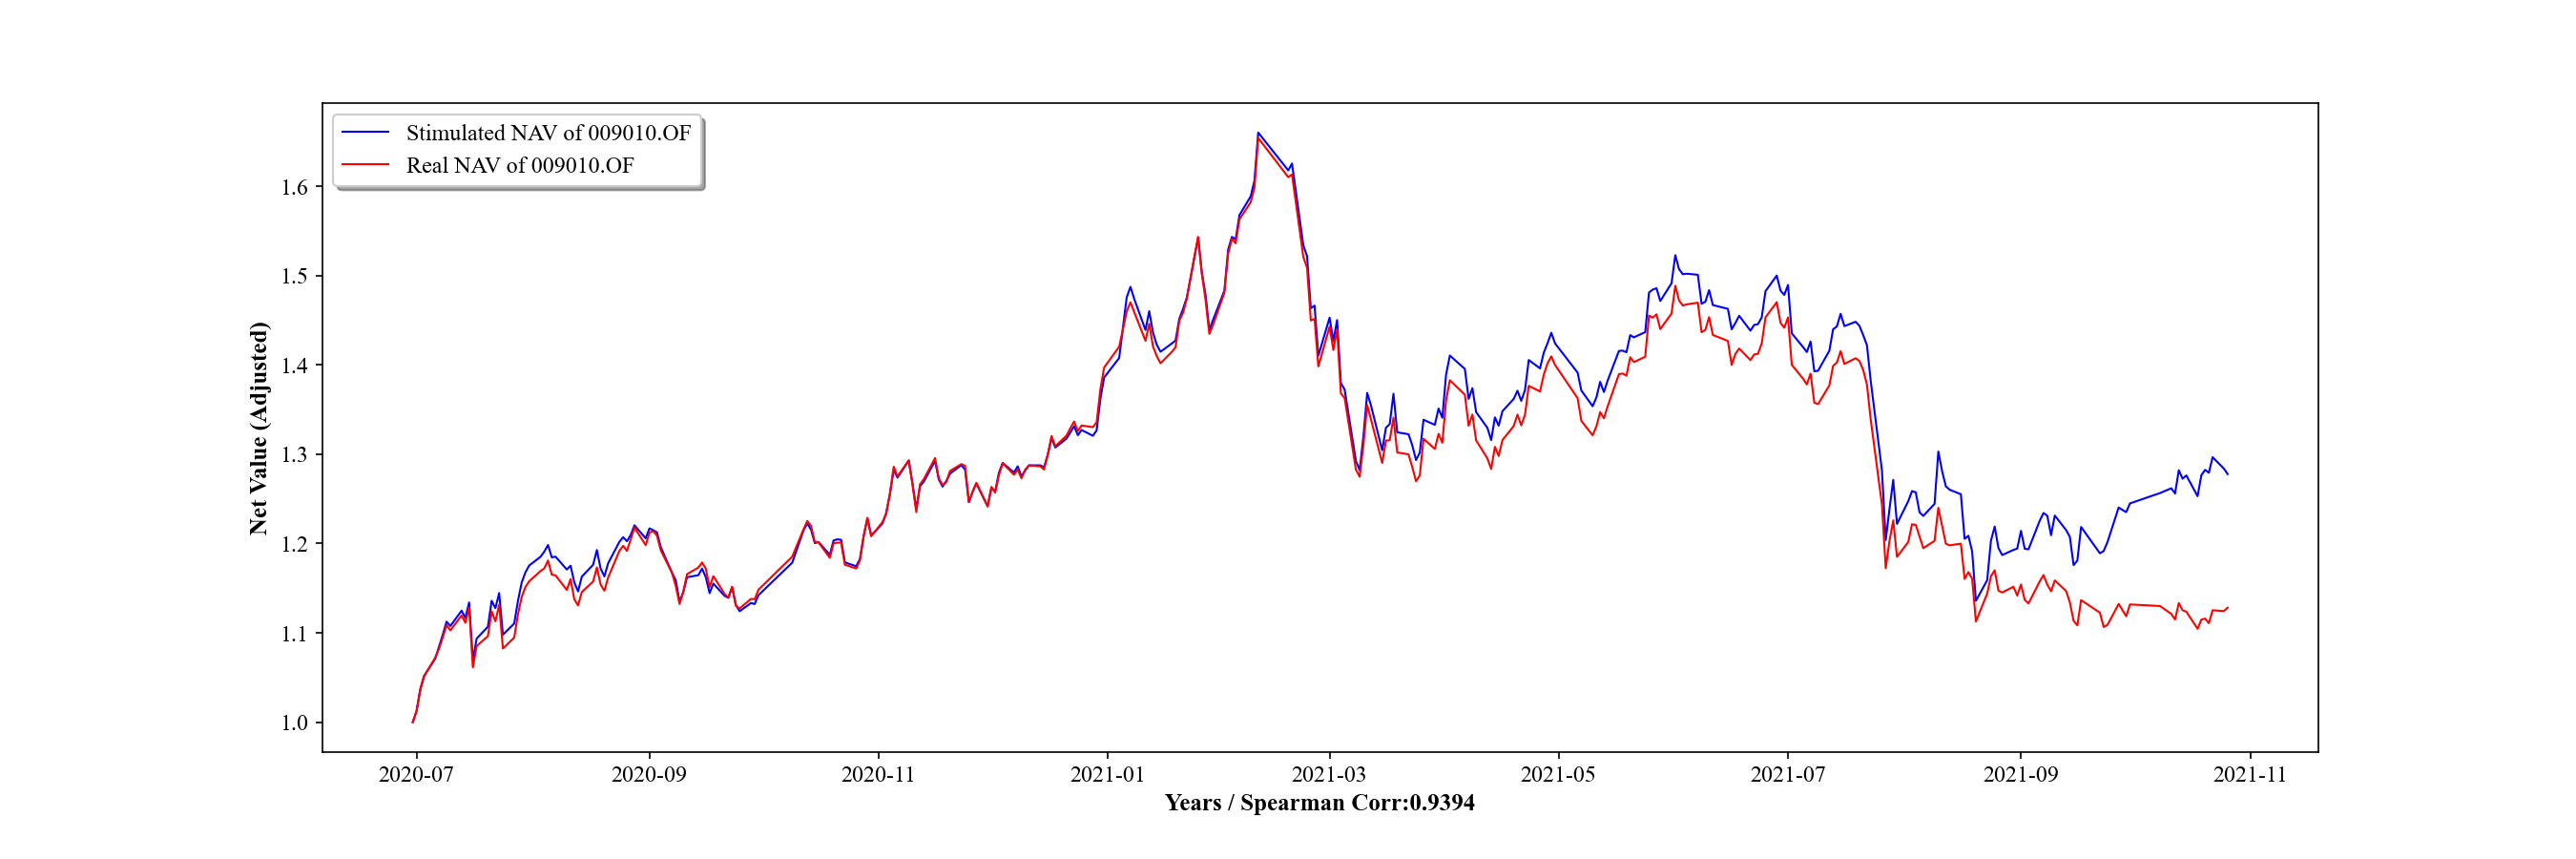 Stimulated NAV of 009010.OF
Real NAV of 009010.OF
Net Value (Adjusted)
1.6
1.5
1.4
1.3
1.2
1.1
1.0
2020-07 2020-09 2020-11 2021-01 2021-03 2021-05 2021-07 2021-09 2021-11
Years / Spearman Corr:0.9394